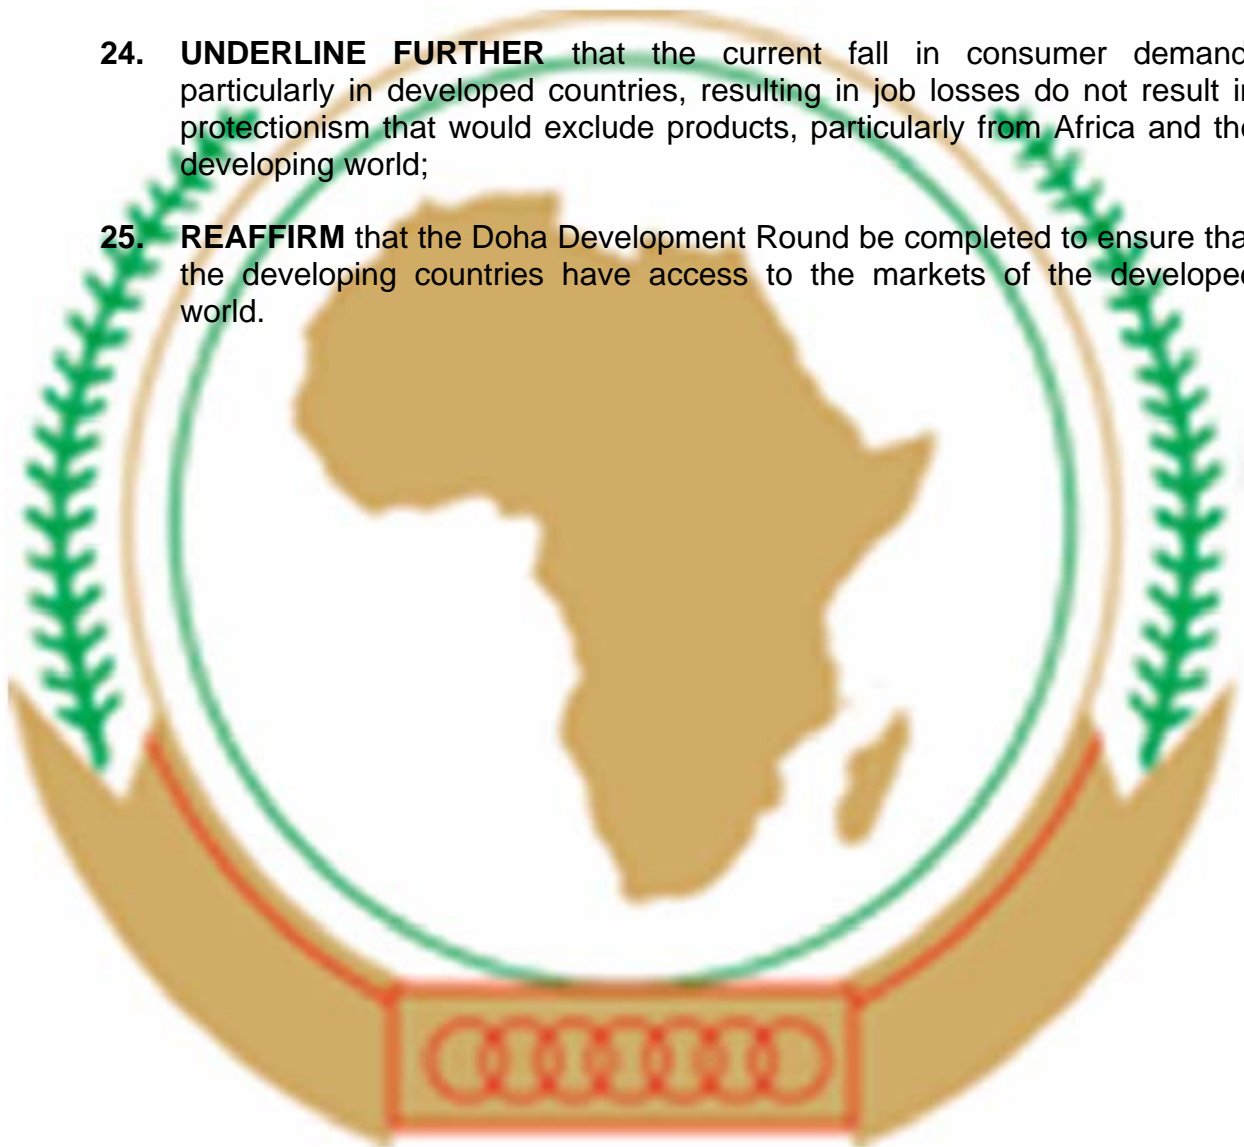 24. UNDERLINE FURTHER that the current fall in consumer demand
particularly in developed countries, resulting in job losses do not result i
protectionism that would exclude products, particularly from Africa and the
developing world;
25. REAFFIRM that the Doha Development Round be completed to ensure tha
the developing countries have access to the markets of the developed
world.